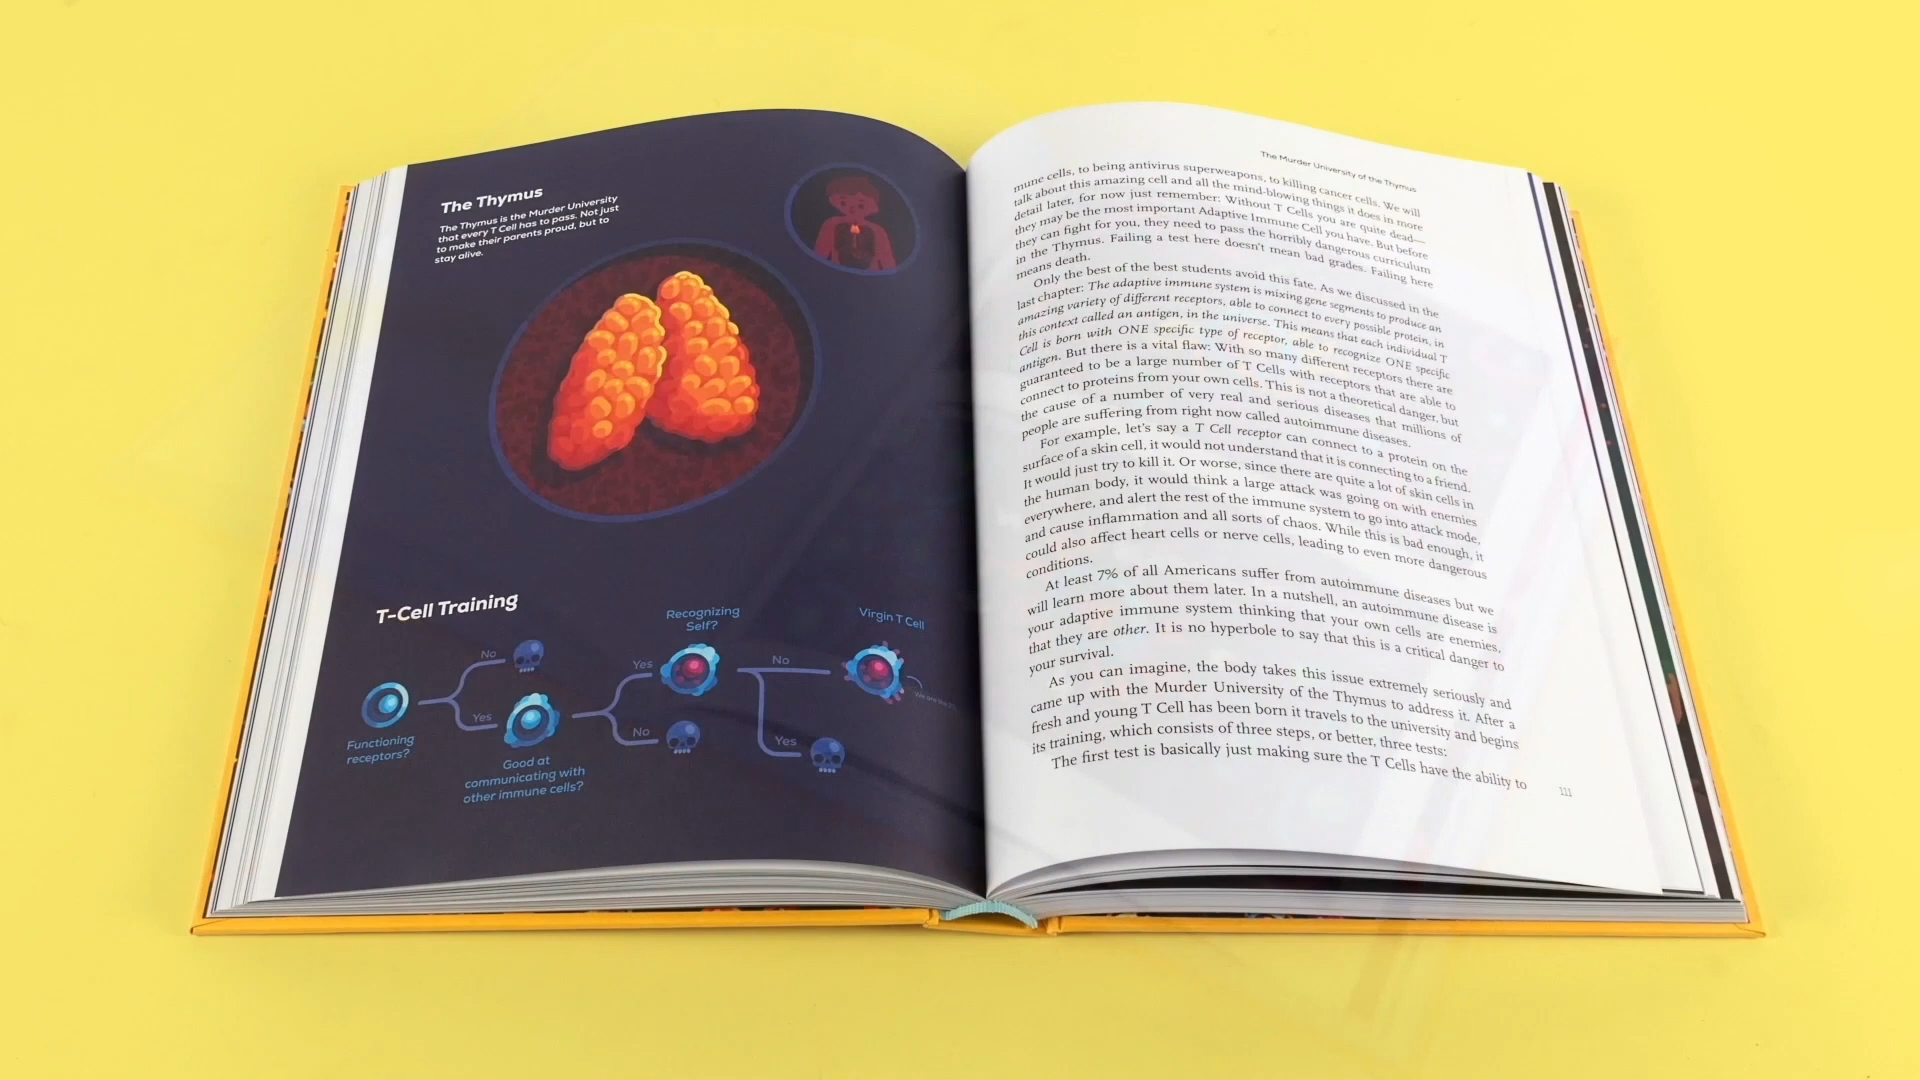 The Thymus
The Thymus is the Murder University
that every T Cell has to pass. Not just
to make their parents proud, but to
stay alive.
T-Cell Training
No
Yes
Functioning
receptors?
Good at
communicating with
other immune cells?
Yes
No
Recognizing
Self?
No
Yes
Virgin T Cell
The Murder University of the Thymus
mune cells, to being antivirus superweapons, to killing cancer cells. We will
talk about this amazing cell and all the mind-blowing things it does in more
detail later, for now just remember: Without T Cells you are quite dead—
they may be the most important Adaptive Immune Cell you have. But before
they can fight for you, they need to pass the horribly dangerous curriculum
in the Thymus. Failing a test here doesn't mean bad grades. Failing here
means death.
Only the best of the best students avoid this fate. As we discussed in the
last chapter: The adaptive immune system is mixing gene segments to produce an
amazing variety of different receptors, able to connect to every possible protein, in
this context called an antigen, in the universe. This means that each individual T
Cell is born with ONE specific type of receptor, able to recognize ONE specific
antigen. But there is a vital flaw: With so many different receptors there are
guaranteed to be a large number of T Cells with receptors that are able to
connect to proteins from your own cells. This is not a theoretical danger, but
the cause of a number of very real and serious diseases that millions of
people are suffering from right now called autoimmune diseases.
For example, let's say a T Cell receptor can connect to a protein on the
surface of a skin cell, it would not understand that it is connecting to a friend.
It would just try to kill it. Or worse, since there are quite a lot of skin cells in
the human body, it would think a large attack was going on with enemies
everywhere, and alert the rest of the immune system to go into attack mode,
and cause inflammation and all sorts of chaos. While this is bad enough, it
could also affect heart cells or nerve cells, leading to even more dangerous
conditions.
At least 7% of all Americans suffer from autoimmune diseases but we
will learn more about them later. In a nutshell, an autoimmune disease is
your adaptive immune system thinking that your own cells are enemies,
that they are other. It is no hyperbole to say that this is a critical danger to
your survival.
As you can imagine, the body takes this issue extremely seriously and
came up with the Murder University of the Thymus to address it. After a
fresh and young T Cell has been born it travels to the university and begins
its training, which consists of three steps, or better, three tests:
The first test is basically just making sure the T Cells have the ability to
111